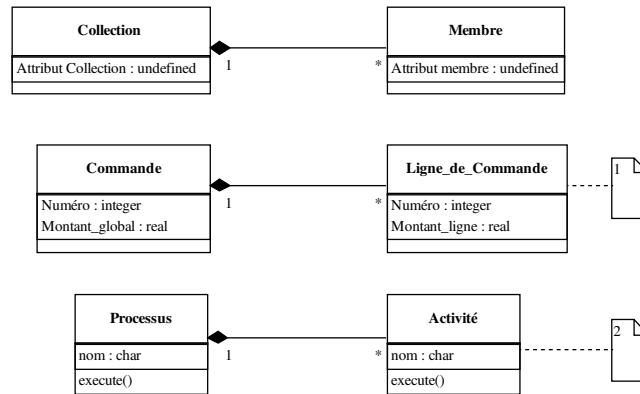 Collection
Membre
Attribut Collection : undefined
Attribut membre : undefined
1
*
Commande
Ligne_de_Commande
1
Numéro : integer
Numéro : integer
Montant_global : real
Montant_ligne : real
1
*
Processus
Activité
2
nom : char
nom : char
1
*
execute()
execute()